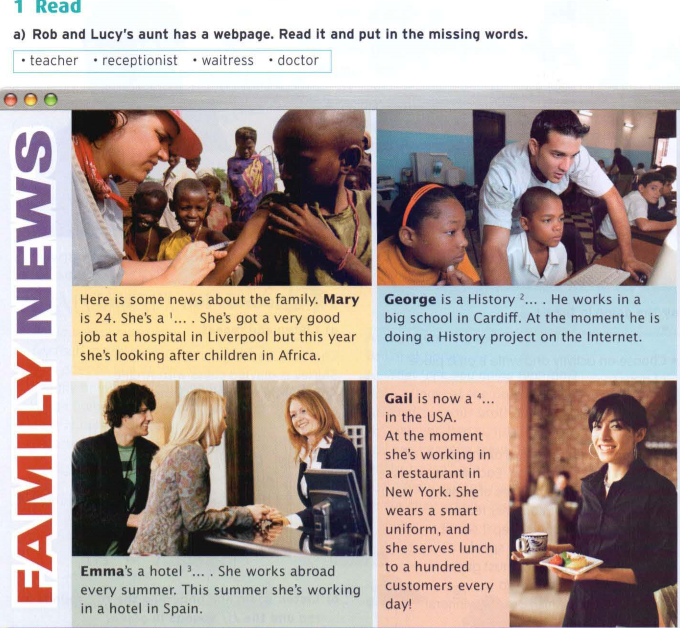 1 Read
a) Rob and Lucy's aunt has a webpage. Read it and put in the missing words.
• teacher • receptionist • waitress • doctor
FAMILY NEWS
Here is some news about the family. Mary
is 24. She's a ¹... . She's got a very good
job at a hospital in Liverpool but this year
she's looking after children in Africa.
George is a History ²... . He works in a
big school in Cardiff. At the moment he is
doing a History project on the Internet.
Emma's a hotel ³... . She works abroad
every summer. This summer she's working
in a hotel in Spain.
Gail is now a ⁴...
in the USA.
At the moment
she's working in
a restaurant in
New York. She
wears a smart
uniform, and
she serves lunch
to a hundred
customers every
day!